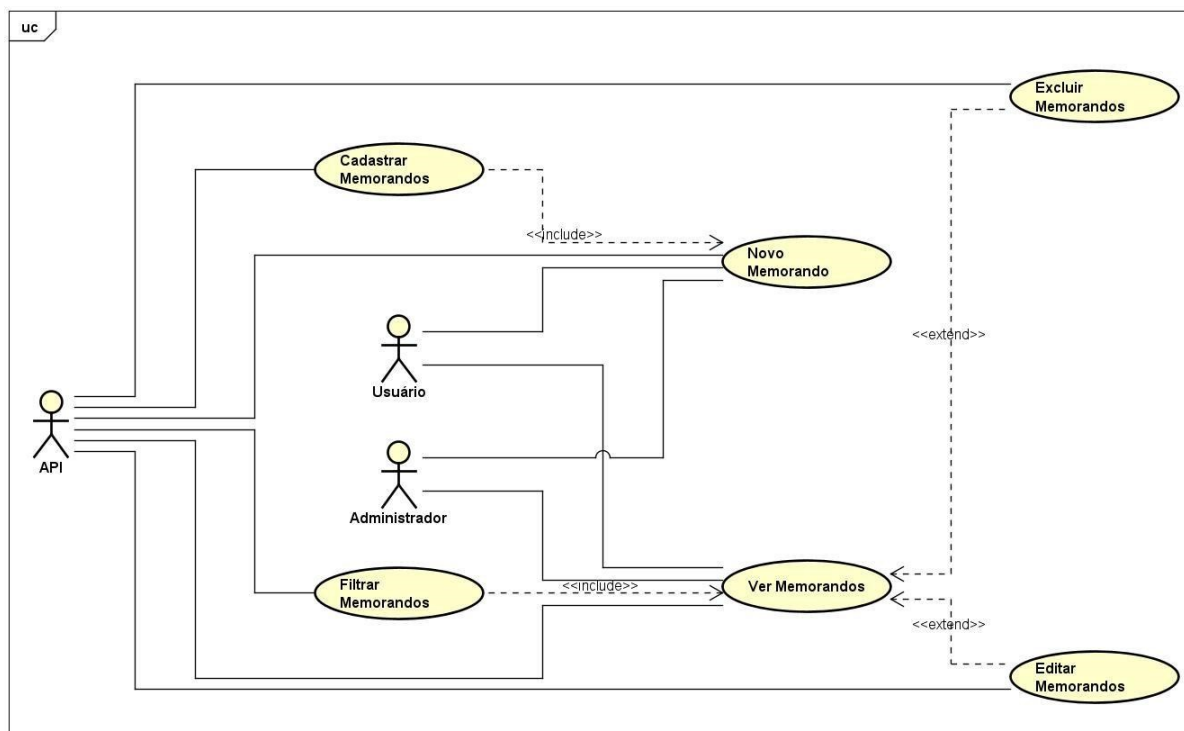 uc
Excluir
Memorandos
Cadastrar
Memorandos
<<include>>
Novo
Memorando
<<extend>>
Usuário
API
Administrador
Filtrar
Memorandos
<<include>>
Ver Memorandos
<<extend>>
Editar
Memorandos